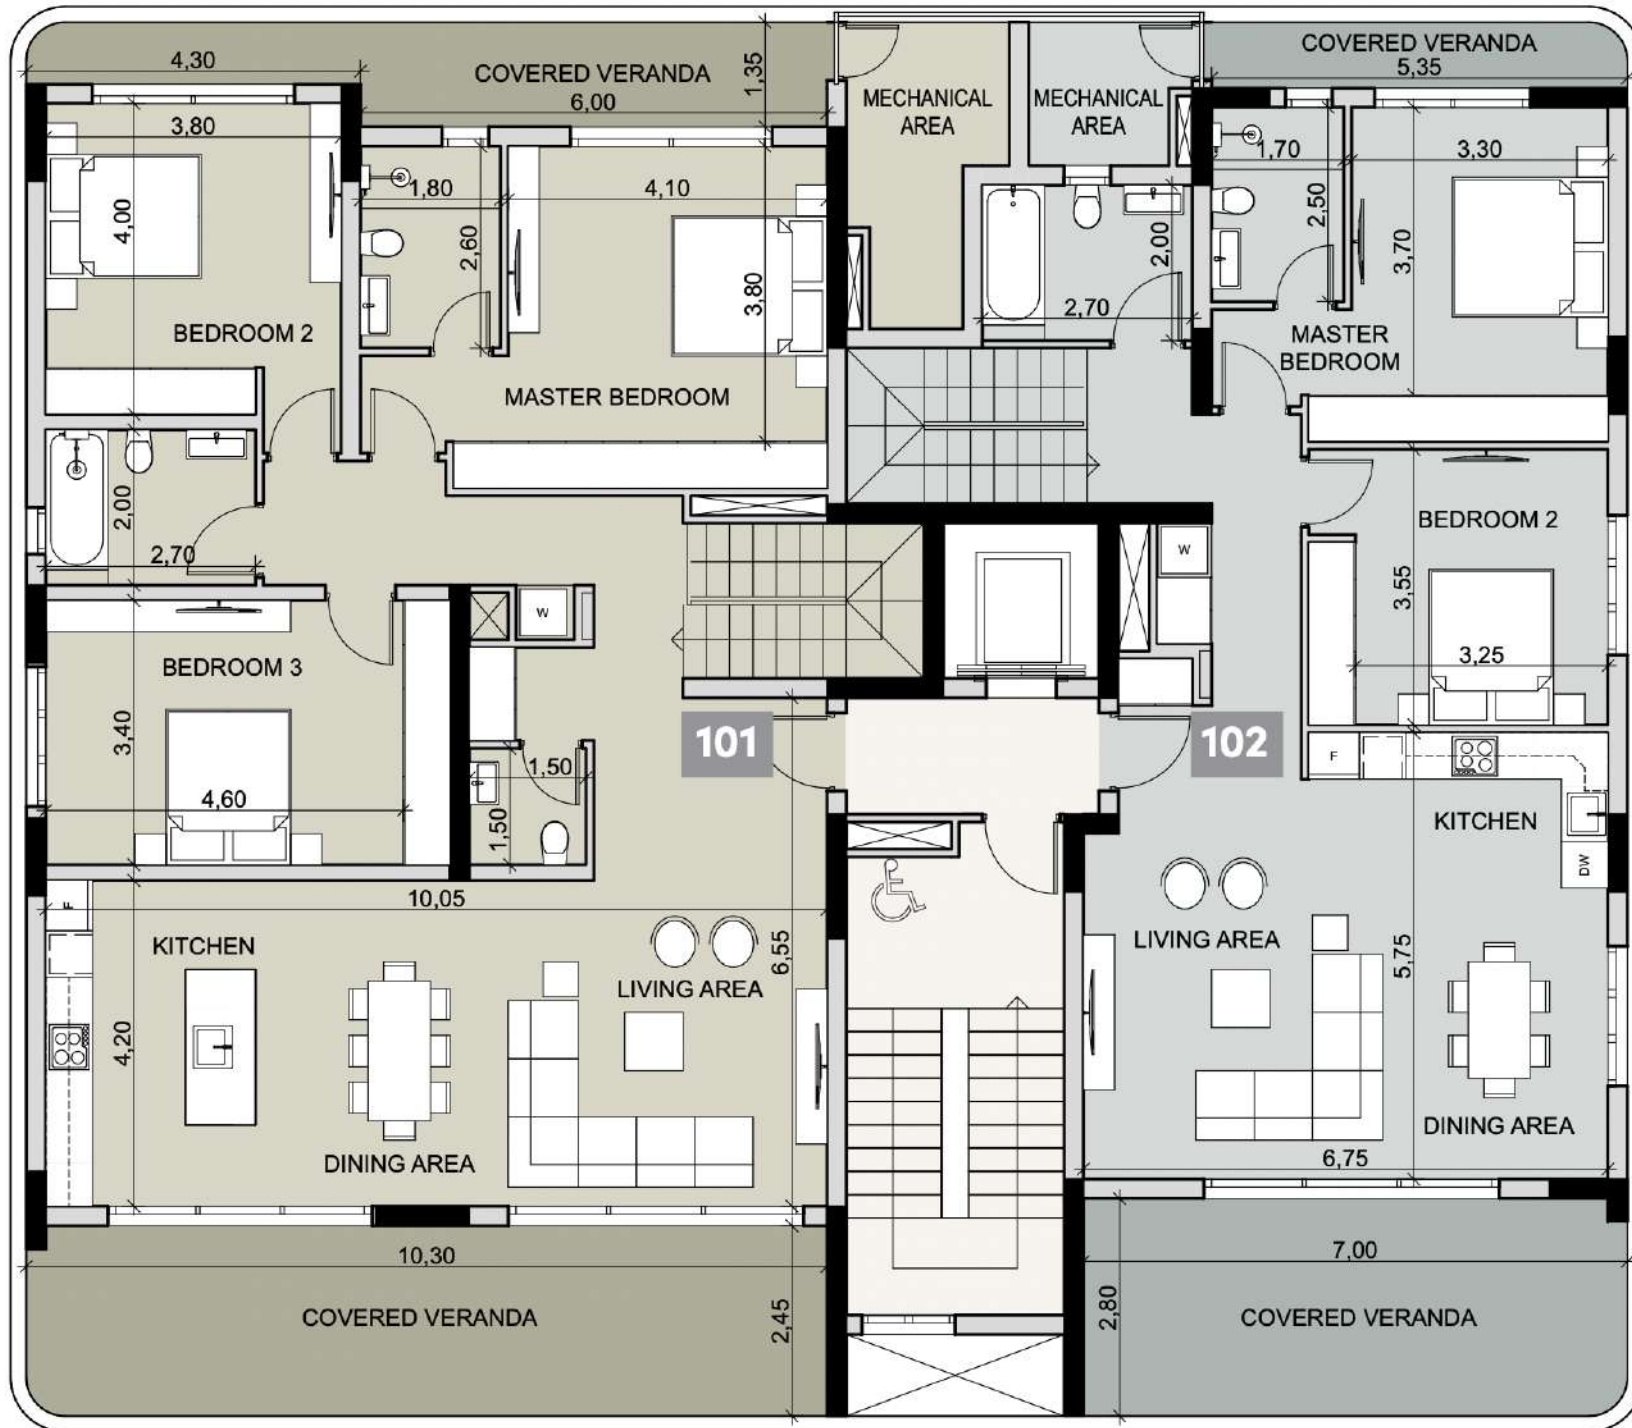 4,30
COVERED VERANDA
6,00
1,35
MECHANICAL
AREA
MECHANICAL
AREA
COVERED VERANDA
5,35
3,80
4,00
BEDROOM 2
1,80
2,60
4,10
3,80
MASTER BEDROOM
2,00
2,70
1,70
2,50
3,30
3,70
MASTER
BEDROOM
2,00
2,70
BEDROOM 3
3,40
4,60
W
1,50
1,50
101
W
102
BEDROOM 2
3,55
3,25
F
KITCHEN
DW
10,05
F
KITCHEN
4,20
DINING AREA
LIVING AREA
6,55
LIVING AREA
5,75
DINING AREA
6,75
10,30
COVERED VERANDA
2,45
7,00
2,80
COVERED VERANDA